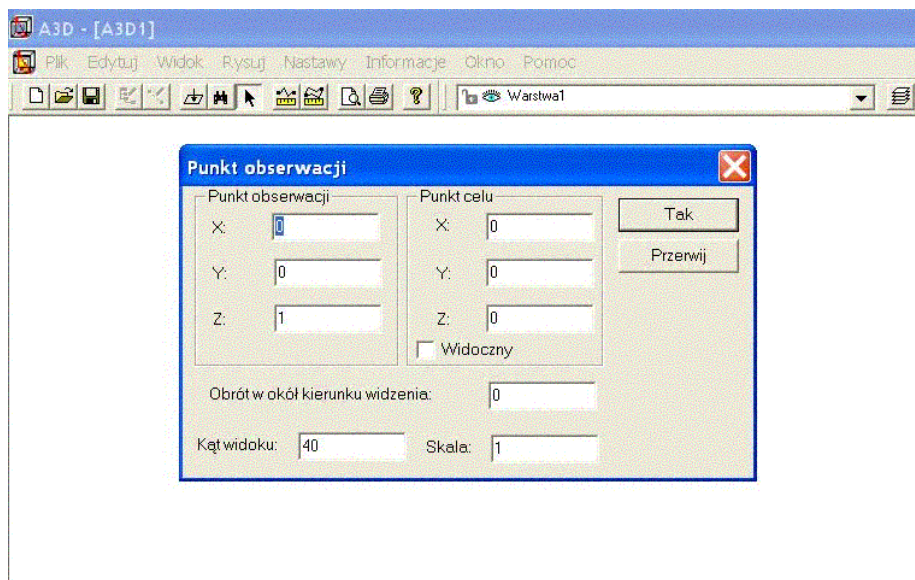 A3D - [A3D1]
Plik Edytuj Widok Rysuj Nastawy Informacje Okno Pomoc
Warstwa1
Punkt obserwacji
Punkt obserwacji
X: 0
Y: 0
Z: 1
Punkt celu
X: 0
Y: 0
Z: 0
Widoczny
Tak
Przerwij
Obrót w okół kierunku widzenia: 0
Kąt widoku: 40
Skala: 1